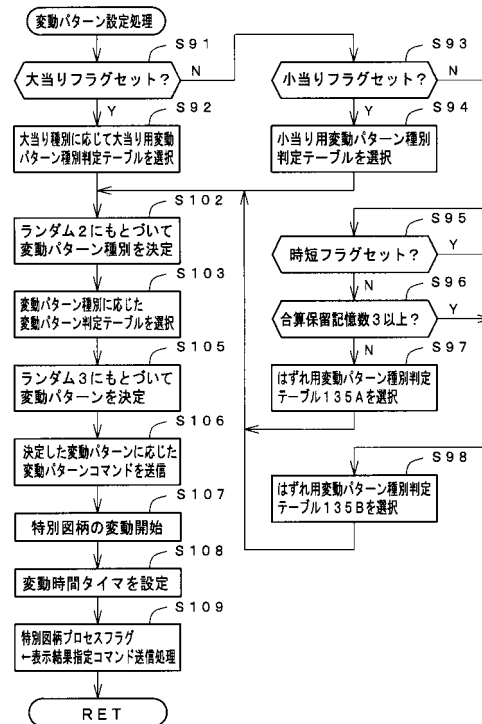 変動パターン設定処理
S91
大当りフラグセット？
N
Y
S92
大当り種別に応じて大当り用変動
パターン種別判定テーブルを選択
S93
小当りフラグセット？
N
Y
S94
小当り用変動パターン種別
判定テーブルを選択
S95
時短フラグセット？
Y
N
S96
合算保留記憶数3以上？
Y
N
S97
はずれ用変動パターン種別判定
テーブル135Aを選択
S98
はずれ用変動パターン種別判定
テーブル135Bを選択
S102
ランダム2にもとづいて
変動パターン種別を決定
S103
変動パターン種別に応じた
変動パターン判定テーブルを選択
S105
ランダム3にもとづいて
変動パターンを決定
S106
決定した変動パターンに応じた
変動パターンコマンドを送信
S107
特別図柄の変動開始
S108
変動時間タイマを設定
S109
特別図柄プロセスフラグ
←表示結果指定コマンド送信処理
RET